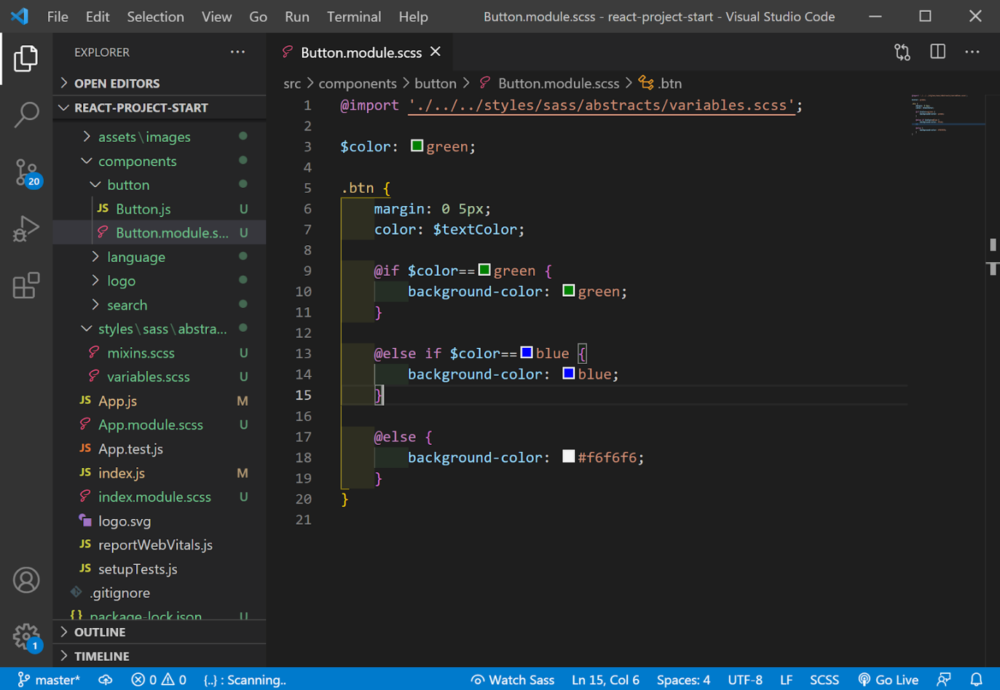 File Edit Selection View Go Run Terminal Help Button.module.scss - react-project-start - Visual Studio Code
EXPLORER
OPEN EDITORS
REACT-PROJECT-START
assets\images
components
button
Button.js U
Button.module.s... U
language
logo
search
styles\sass\abstra...
mixins.scss U
variables.scss U
JS App.js M
App.module.scss U
JS App.test.js
JS index.js M
index.module.scss U
logo.svg
JS reportWebVitals.js
JS setupTests.js
.gitignore
{} package-lock.json U
OUTLINE
TIMELINE
20
1
Button.module.scss
src > components > button > Button.module.scss > .btn
1 @import './../../styles/sass/abstracts/variables.scss';
2
3 $color: green;
4
5 .btn {
6 margin: 0 5px;
7 color: $textColor;
8
9 @if $color==green {
10 background-color: green;
11 }
12
13 @else if $color==blue {
14 background-color: blue;
15 }
16
17 @else {
18 background-color: #f6f6f6;
19 }
20 }
21
master* 0 0 {..} : Scanning.. Watch Sass Ln 15, Col 6 Spaces: 4 UTF-8 LF SCSS Go Live